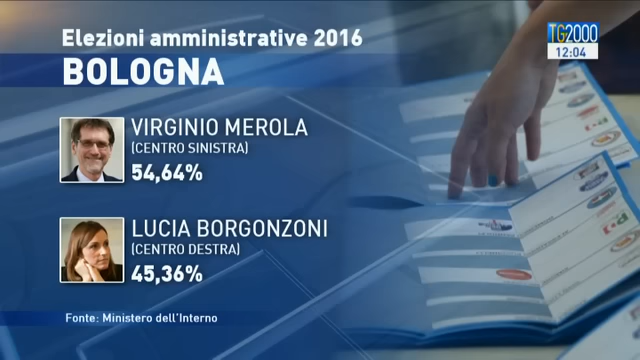 Elezioni amministrative 2016
TG2000
12:04
BOLOGNA
VIRGINIO MEROLA
(CENTRO SINISTRA)
54,64%
LUCIA BORGONZONI
(CENTRO DESTRA)
45,36%
Fonte: Ministero dell'Interno